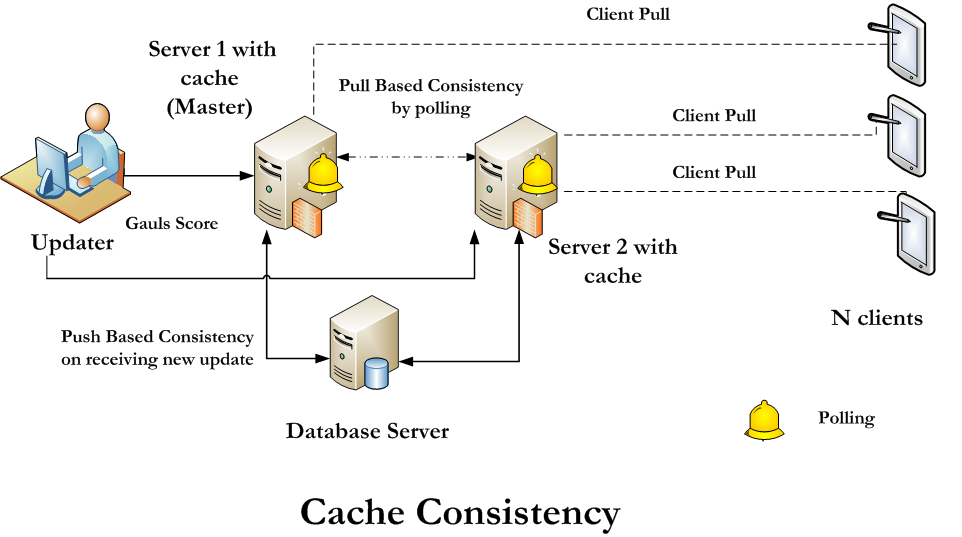 Client Pull
Server 1 with
cache
(Master)
Pull Based Consistency
by polling
Client Pull
Client Pull
Gauls Score
Updater
Server 2 with
cache
N clients
Push Based Consistency
on receiving new update
Database Server
Polling
Cache Consistency